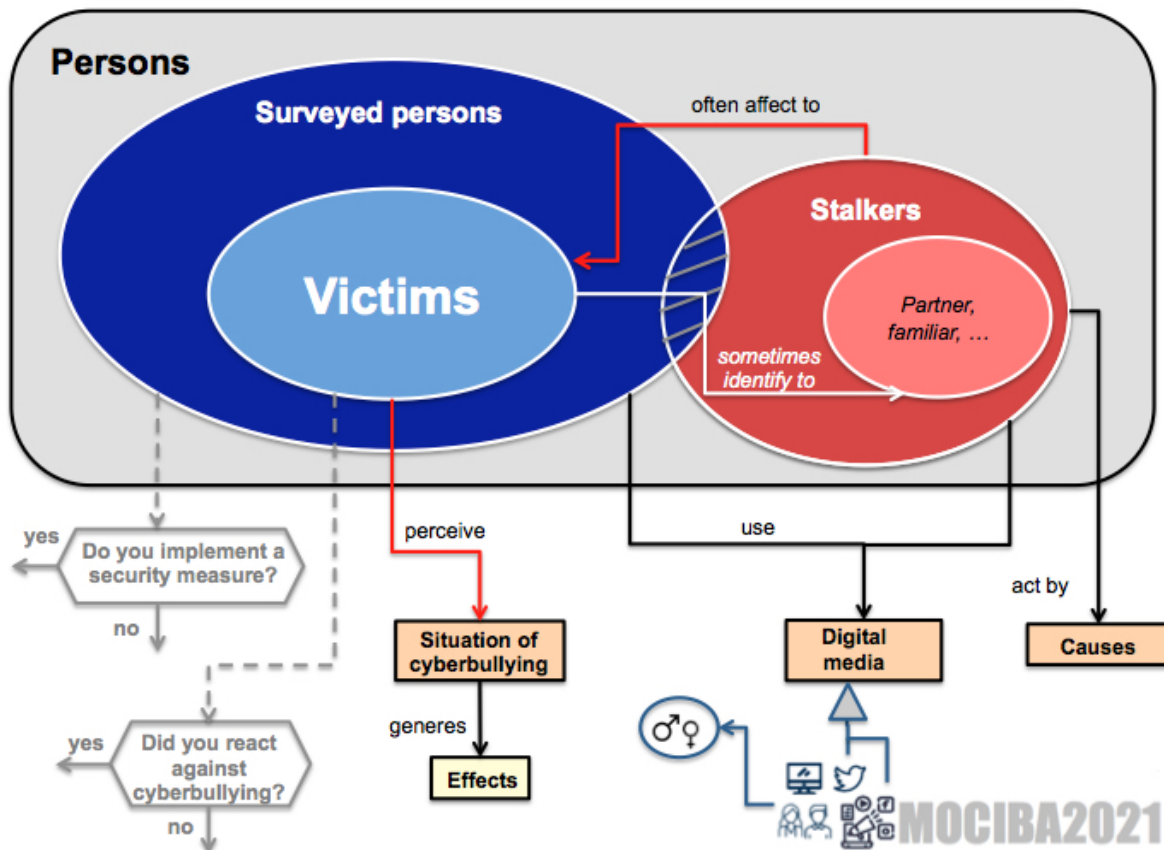 Persons
Surveyed persons
often affect to
Stalkers
Victims
Partner,
familiar, ...
sometimes
identify to
yes
Do you implement a
security measure?
no
perceive
use
act by
Situation of
cyberbullying
Digital
media
Causes
generes
Effects
yes
Did you react
against
cyberbullying?
no
MOCIBA2021